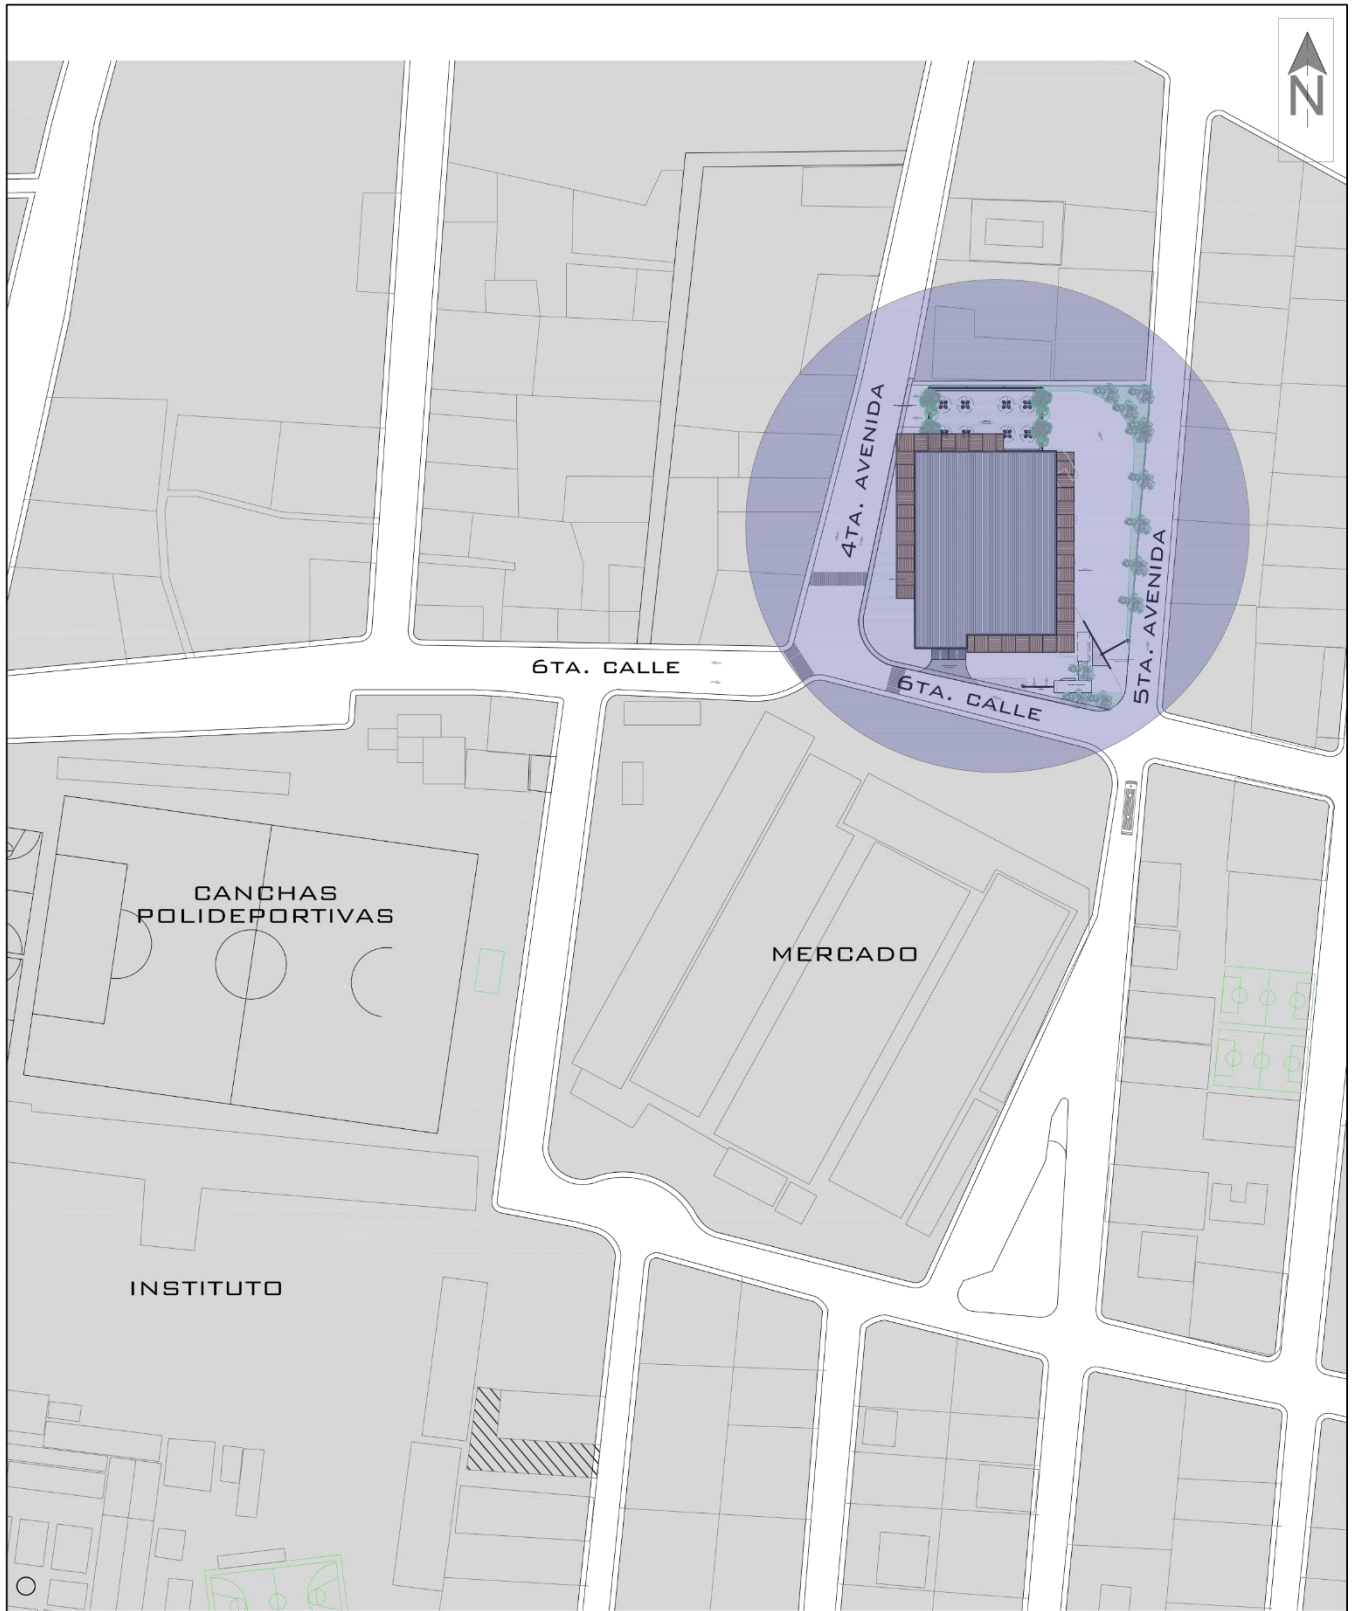 N
4TA. AVENIDA
5TA. AVENIDA
6TA. CALLE
6TA. CALLE
CANCHAS
POLIDEPORTIVAS
MERCADO
INSTITUTO